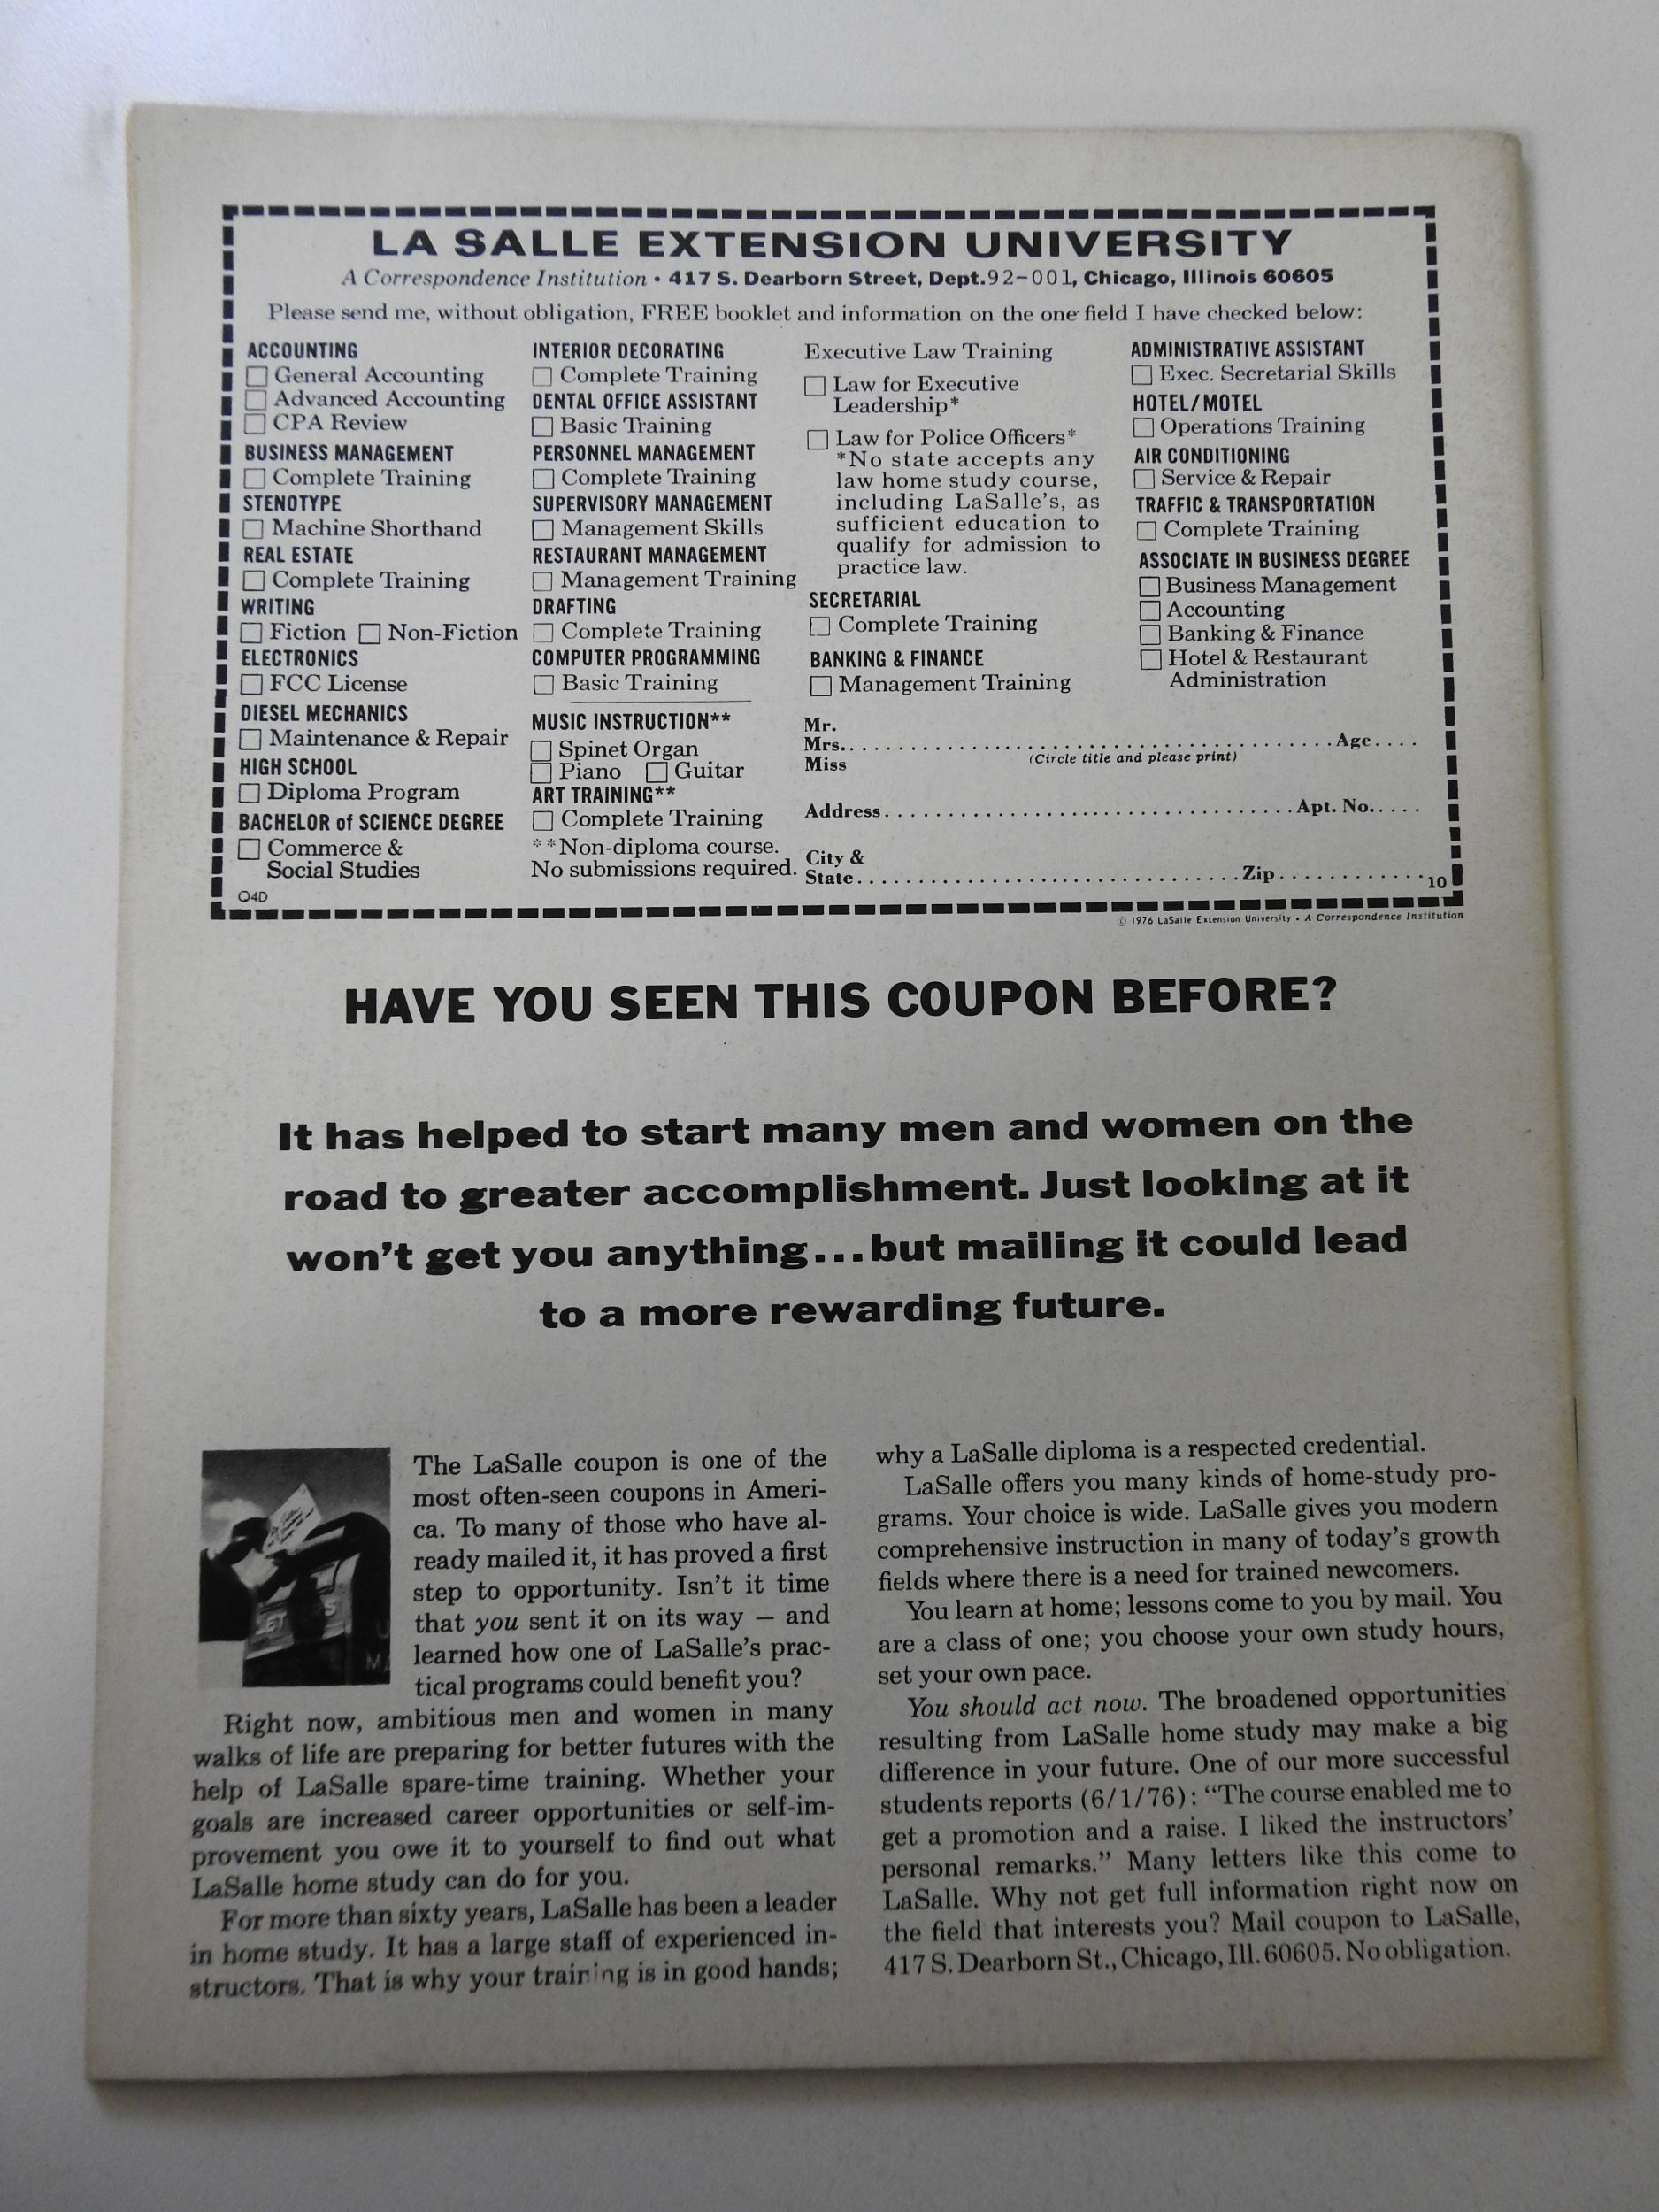 LA SALLE EXTENSION UNIVERSITY
A Correspondence Institution • 417 S. Dearborn Street, Dept. 92-001, Chicago, Illinois 60605
Please send me, without obligation, FREE booklet and information on the one field I have checked below:
ACCOUNTING
General Accounting
Advanced Accounting
CPA Review
BUSINESS MANAGEMENT
Complete Training
STENOTYPE
Machine Shorthand
REAL ESTATE
Complete Training
WRITING
Fiction Non-Fiction
ELECTRONICS
FCC License
DIESEL MECHANICS
Maintenance & Repair
HIGH SCHOOL
Diploma Program
BACHELOR of SCIENCE DEGREE
Commerce &
Social Studies
O4D
INTERIOR DECORATING
Complete Training
DENTAL OFFICE ASSISTANT
Basic Training
PERSONNEL MANAGEMENT
Complete Training
SUPERVISORY MANAGEMENT
Management Skills
RESTAURANT MANAGEMENT
Management Training
DRAFTING
Complete Training
COMPUTER PROGRAMMING
Basic Training
MUSIC INSTRUCTION**
Spinet Organ
Piano Guitar
ART TRAINING**
Complete Training
**Non-diploma course.
No submissions required.
Executive Law Training
Law for Executive
Leadership*
Law for Police Officers*
*No state accepts any
law home study course,
including LaSalle's, as
sufficient education to
qualify for admission to
practice law.
SECRETARIAL
Complete Training
BANKING & FINANCE
Management Training
ADMINISTRATIVE ASSISTANT
Exec. Secretarial Skills
HOTEL/MOTEL
Operations Training
AIR CONDITIONING
Service & Repair
TRAFFIC & TRANSPORTATION
Complete Training
ASSOCIATE IN BUSINESS DEGREE
Business Management
Accounting
Banking & Finance
Hotel & Restaurant
Administration
Mr.
Mrs. Age
Miss (Circle title and please print)
Address Apt. No.
City &
State Zip 10
© 1976 LaSalle Extension University • A Correspondence Institution
HAVE YOU SEEN THIS COUPON BEFORE?
It has helped to start many men and women on the
road to greater accomplishment. Just looking at it
won't get you anything...but mailing it could lead
to a more rewarding future.
The LaSalle coupon is one of the
most often-seen coupons in Ameri-
ca. To many of those who have al-
ready mailed it, it has proved a first
step to opportunity. Isn't it time
that you sent it on its way — and
learned how one of LaSalle's prac-
tical programs could benefit you?
Right now, ambitious men and women in many
walks of life are preparing for better futures with the
help of LaSalle spare-time training. Whether your
goals are increased career opportunities or self-im-
provement you owe it to yourself to find out what
LaSalle home study can do for you.
For more than sixty years, LaSalle has been a leader
in home study. It has a large staff of experienced in-
structors. That is why your training is in good hands;
why a LaSalle diploma is a respected credential.
LaSalle offers you many kinds of home-study pro-
grams. Your choice is wide. LaSalle gives you modern
comprehensive instruction in many of today's growth
fields where there is a need for trained newcomers.
You learn at home; lessons come to you by mail. You
are a class of one; you choose your own study hours,
set your own pace.
You should act now. The broadened opportunities
resulting from LaSalle home study may make a big
difference in your future. One of our more successful
students reports (6/1/76): "The course enabled me to
get a promotion and a raise. I liked the instructors'
personal remarks." Many letters like this come to
LaSalle. Why not get full information right now on
the field that interests you? Mail coupon to LaSalle,
417 S. Dearborn St., Chicago, Ill. 60605. No obligation.